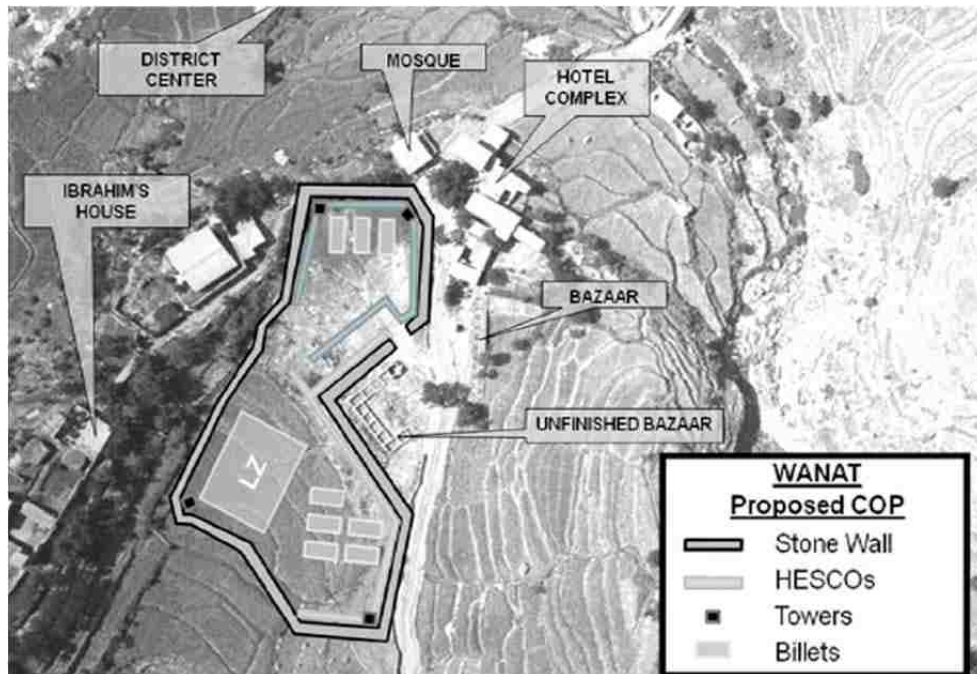 DISTRICT
CENTER
MOSQUE
HOTEL
COMPLEX
IBRAHIM'S
HOUSE
BAZAAR
UNFINISHED BAZAAR
LZ
WANAT
Proposed COP
Stone Wall
HESCOs
Towers
Billets